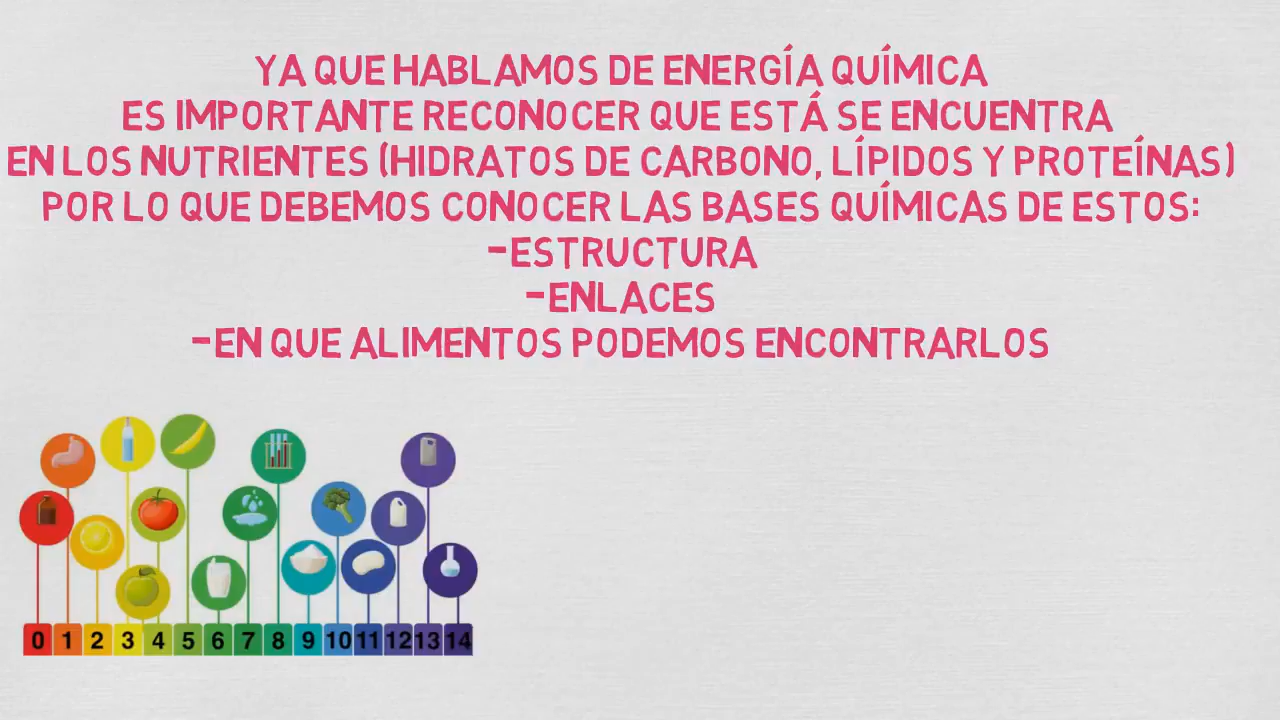 YA QUE HABLAMOS DE ENERGÍA QUÍMICA
ES IMPORTANTE RECONOCER QUE ESTÁ SE ENCUENTRA
EN LOS NUTRIENTES (HIDRATOS DE CARBONO, LÍPIDOS Y PROTEÍNAS)
POR LO QUE DEBEMOS CONOCER LAS BASES QUÍMICAS DE ESTOS:
-ESTRUCTURA
-ENLACES
-EN QUE ALIMENTOS PODEMOS ENCONTRARLOS
0 1 2 3 4 5 6 7 8 9 10 11 12 13 14